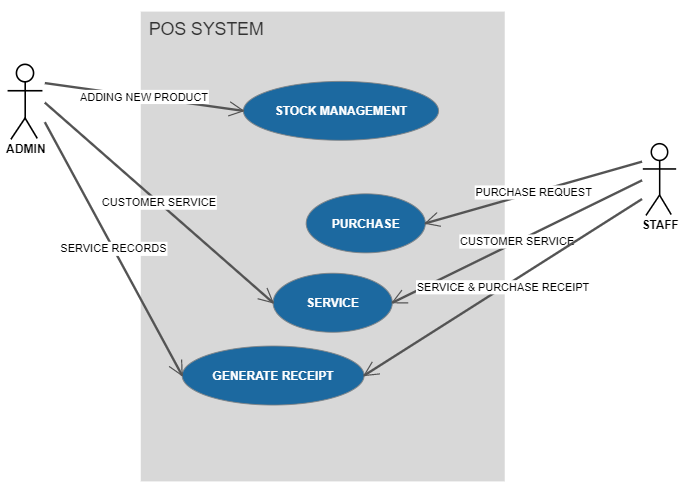 POS SYSTEM
ADDING NEW PRODUCT
STOCK MANAGEMENT
ADMIN
PURCHASE REQUEST
CUSTOMER SERVICE
PURCHASE
STAFF
CUSTOMER SERVICE
SERVICE RECORDS
SERVICE & PURCHASE RECEIPT
SERVICE
GENERATE RECEIPT